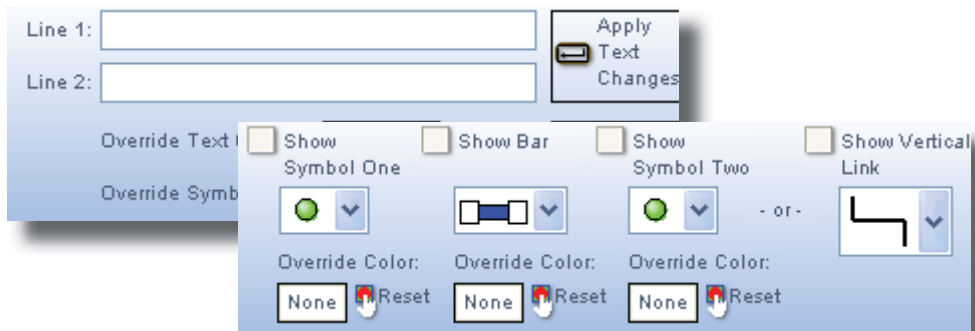 Line 1:
Apply
Text
Changes
Line 2:
Override Text
Override Symb
Show
Symbol One
Show Bar
Show
Symbol Two
Show Vertical
Link
- or -
Override Color:
Override Color:
Override Color:
None
Reset
None
Reset
None
Reset